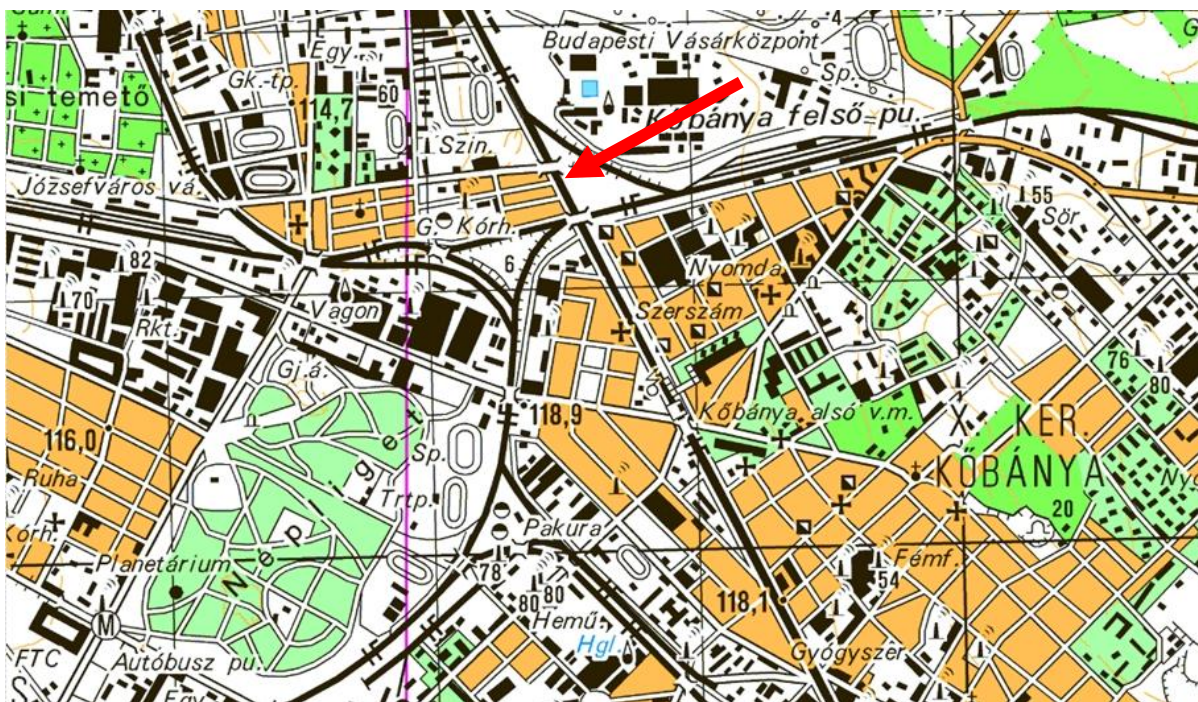 Egy.
Budapesti Vásárközpont
4
Gk.-tp.
60
Sp.
si temető
114,7
Kőbánya felső-pu.
Szin.
Józsefváros vá.
55
G.
Kórh.
Sör.
82
6
Nyomda
70
Vagon
Szerszám
Rkt.
Gj.á.
76
80
118,9
Kőbánya alsó v.m.
X. KER.
116,0
Sp.
KŐBÁNYA
Ruha
Trtp.
20
Népliget
Kórh.
Pakura
Planetárium
78
Fémf.
80
80
54
118,1
M
Hemű.
FTC
Autóbusz pu.
Hgl.
Gyógyszer
S
Egy.